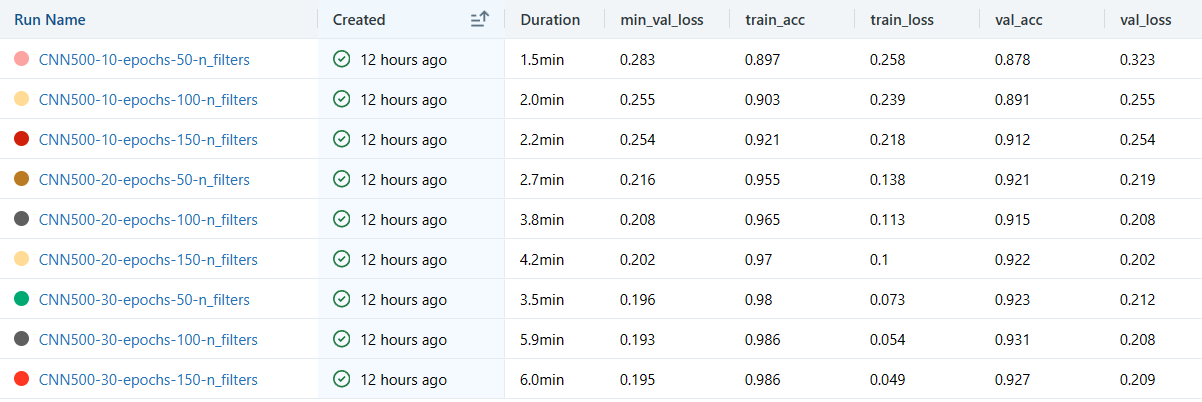 Run Name Created Duration min_val_loss train_acc train_loss val_acc val_loss
CNN500-10-epochs-50-n_filters 12 hours ago 1.5min 0.283 0.897 0.258 0.878 0.323
CNN500-10-epochs-100-n_filters 12 hours ago 2.0min 0.255 0.903 0.239 0.891 0.255
CNN500-10-epochs-150-n_filters 12 hours ago 2.2min 0.254 0.921 0.218 0.912 0.254
CNN500-20-epochs-50-n_filters 12 hours ago 2.7min 0.216 0.955 0.138 0.921 0.219
CNN500-20-epochs-100-n_filters 12 hours ago 3.8min 0.208 0.965 0.113 0.915 0.208
CNN500-20-epochs-150-n_filters 12 hours ago 4.2min 0.202 0.97 0.1 0.922 0.202
CNN500-30-epochs-50-n_filters 12 hours ago 3.5min 0.196 0.98 0.073 0.923 0.212
CNN500-30-epochs-100-n_filters 12 hours ago 5.9min 0.193 0.986 0.054 0.931 0.208
CNN500-30-epochs-150-n_filters 12 hours ago 6.0min 0.195 0.986 0.049 0.927 0.209